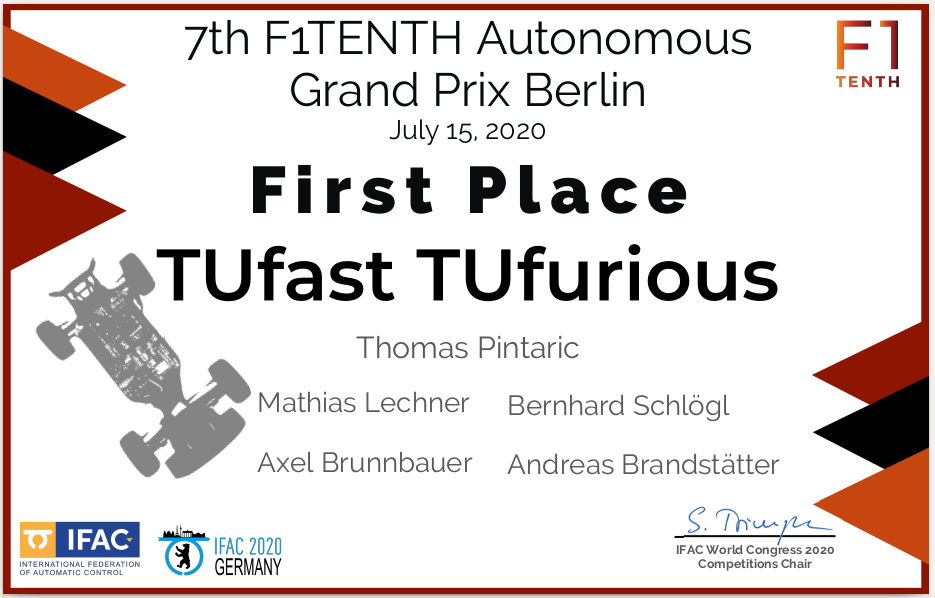 7th F1TENTH Autonomous
Grand Prix Berlin
July 15, 2020
F1
TENTH
First Place
TUfast TUfurious
Thomas Pintaric
Mathias Lechner
Bernhard Schlögl
Axel Brunnbauer
Andreas Brandstätter
IFAC
INTERNATIONAL FEDERATION
OF AUTOMATIC CONTROL
IFAC 2020
GERMANY
IFAC World Congress 2020
Competitions Chair